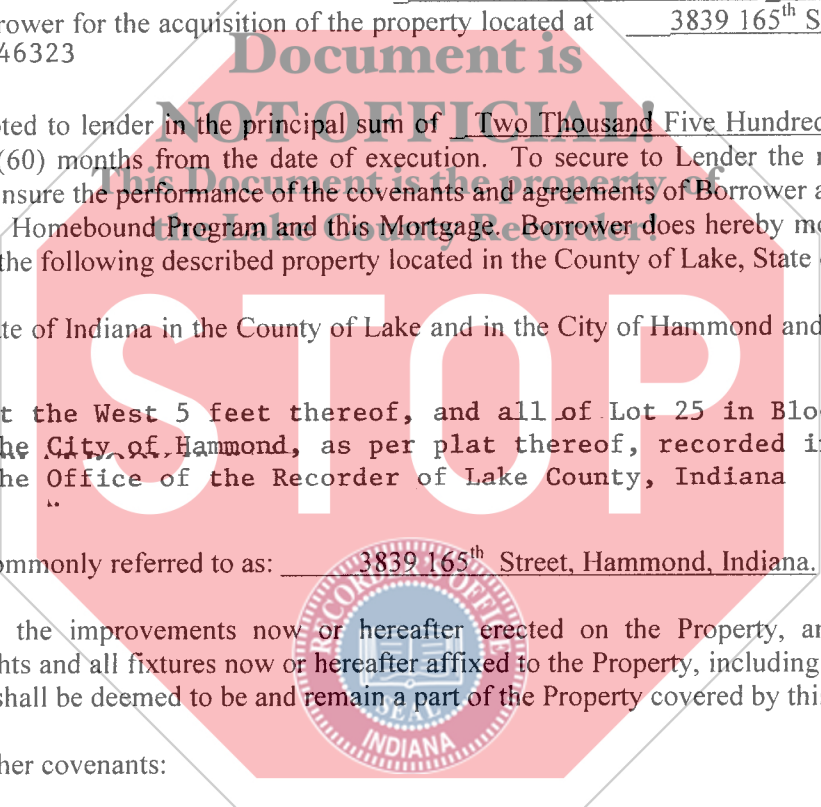 rower for the acquisition of the property located at 3839 165th S
46323
Document is
NOT OFFICIAL!
This Document is the property of
the Lake County Recorder!
oted to lender in the principal sum of Two Thousand Five Hundred
(60) months from the date of execution. To secure to Lender the
nsure the performance of the covenants and agreements of Borrower a
Homebound Program and this Mortgage. Borrower does hereby mo
the following described property located in the County of Lake, State
te of Indiana in the County of Lake and in the City of Hammond and
STOP
t the West 5 feet thereof, and all of Lot 25 in Blo
he City of Hammond, as per plat thereof, recorded i
he Office of the Recorder of Lake County, Indiana
ommonly referred to as: 3839 165th Street, Hammond, Indiana.
RECORDER'S OFFICE
SEAL
INDIANA
the improvements now or hereafter erected on the Property, an
hts and all fixtures now or hereafter affixed to the Property, including
shall be deemed to be and remain a part of the Property covered by thi
her covenants: